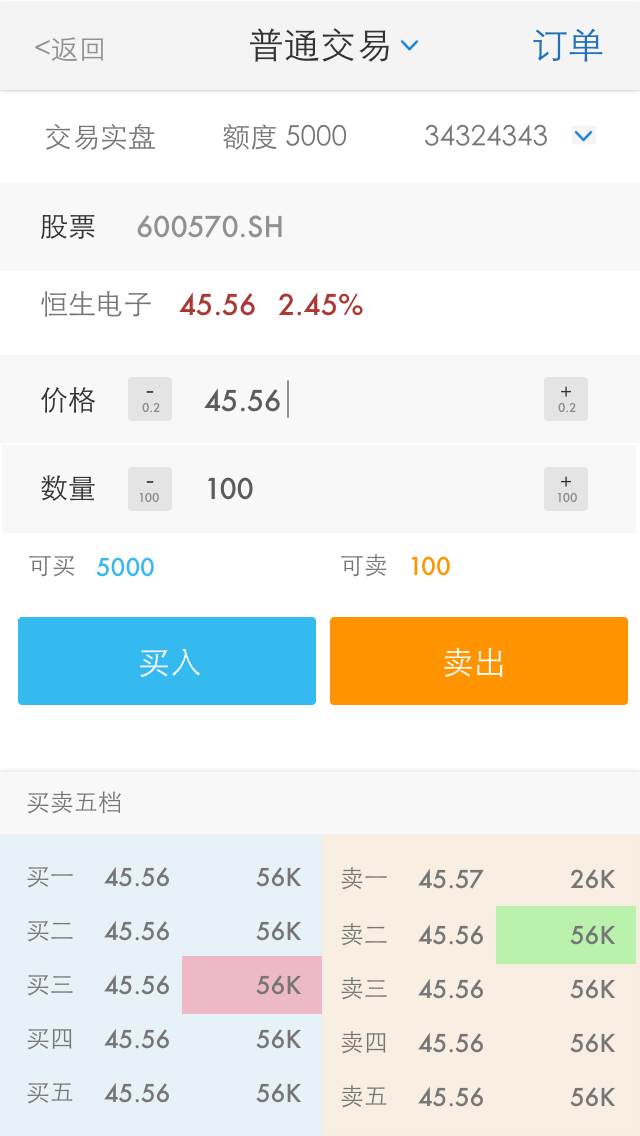 <返回 普通交易 订单
交易实盘 额度 5000 34324343
股票 600570.SH
恒生电子 45.56 2.45%
价格 - 0.2 45.56 + 0.2
数量 - 100 100 + 100
可买 5000 可卖 100
买入 卖出
买卖五档
买一 45.56 56K 卖一 45.57 26K
买二 45.56 56K 卖二 45.56 56K
买三 45.56 56K 卖三 45.56 56K
买四 45.56 56K 卖四 45.56 56K
买五 45.56 56K 卖五 45.56 56K